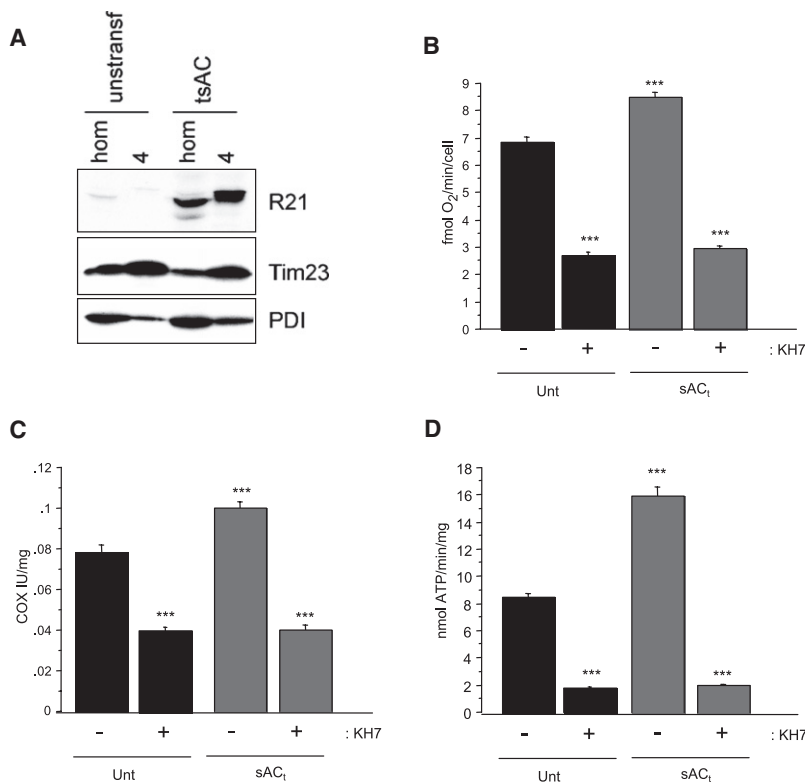 A
unstransf
tsAC
hom
4
hom
4
R21
Tim23
PDI
B
fmol O₂/min/cell
9
8
7
6
5
4
3
2
1
0
***
***
***
-
+
-
+
: KH7
Unt
sACₜ
C
COX IU/mg
.12
.1
.08
.06
.04
.02
0
***
***
***
-
+
-
+
: KH7
Unt
sACₜ
D
nmol ATP/min/mg
18
16
14
12
10
8
6
4
2
0
***
***
***
-
+
-
+
: KH7
Unt
sACₜ